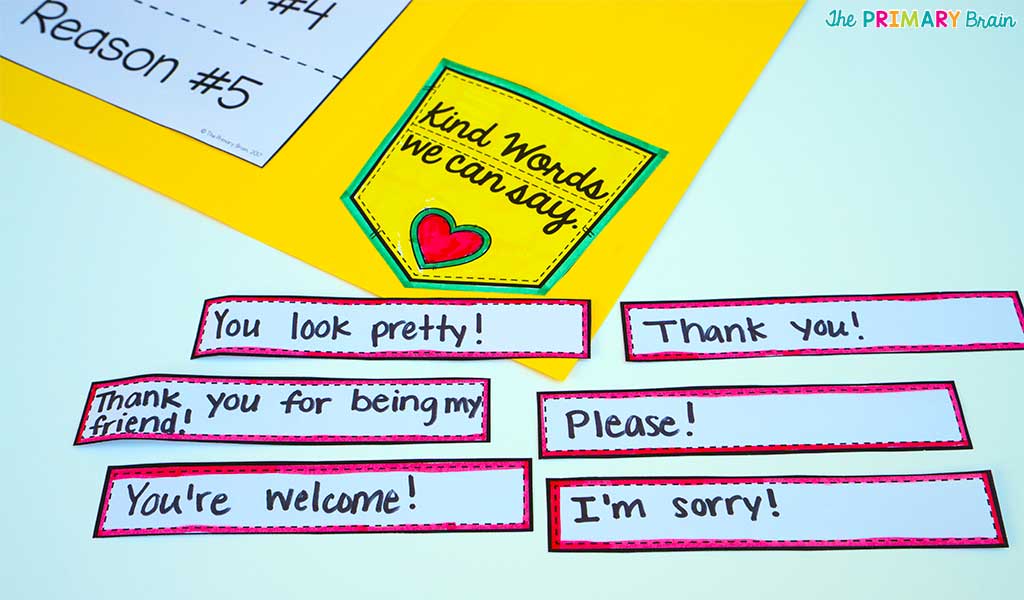 #4
Reason #5
© The Primary Brain, 2017
The PRIMARY Brain
Kind Words
we can say.
You look pretty!
Thank you!
Thank you for being my
friend!
Please!
You're welcome!
I'm sorry!